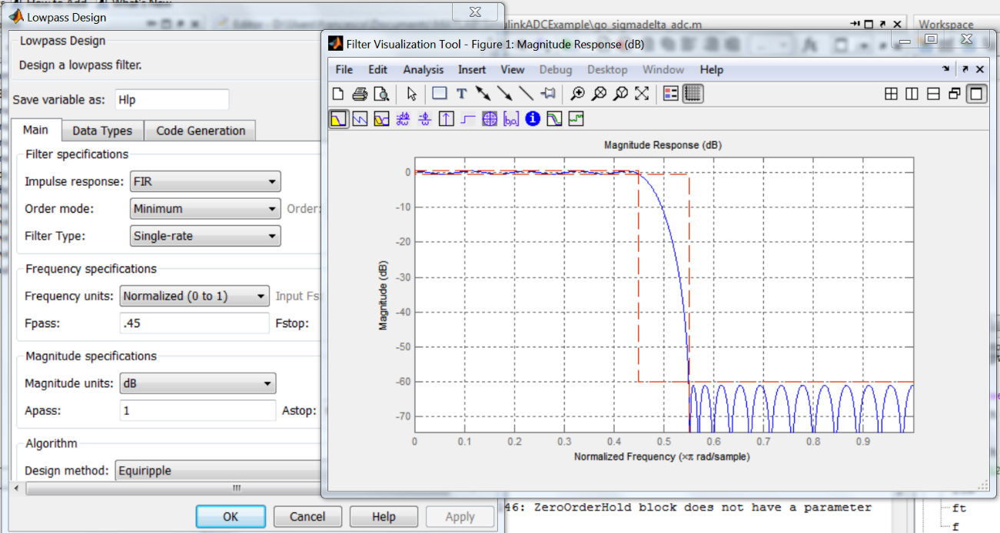 What's New
Lowpass Design
ulinkADCExample\go_sigmadelta_adc.m
Workspace
Lowpass Design
Design a lowpass filter.
Save variable as: Hlp
Main Data Types Code Generation
Filter specifications
Impulse response: FIR
Order mode: Minimum Order:
Filter Type: Single-rate
Frequency specifications
Frequency units: Normalized (0 to 1) Input Fs
Fpass: .45 Fstop:
Magnitude specifications
Magnitude units: dB
Apass: 1 Astop:
Algorithm
Design method: Equiripple
OK Cancel Help Apply
Filter Visualization Tool - Figure 1: Magnitude Response (dB)
File Edit Analysis Insert View Debug Desktop Window Help
Magnitude Response (dB)
0
-10
-20
-30
-40
-50
-60
-70
Magnitude (dB)
0 0.1 0.2 0.3 0.4 0.5 0.6 0.7 0.8 0.9
Normalized Frequency (×π rad/sample)
46: ZeroOrderHold block does not have a parameter
ft
f